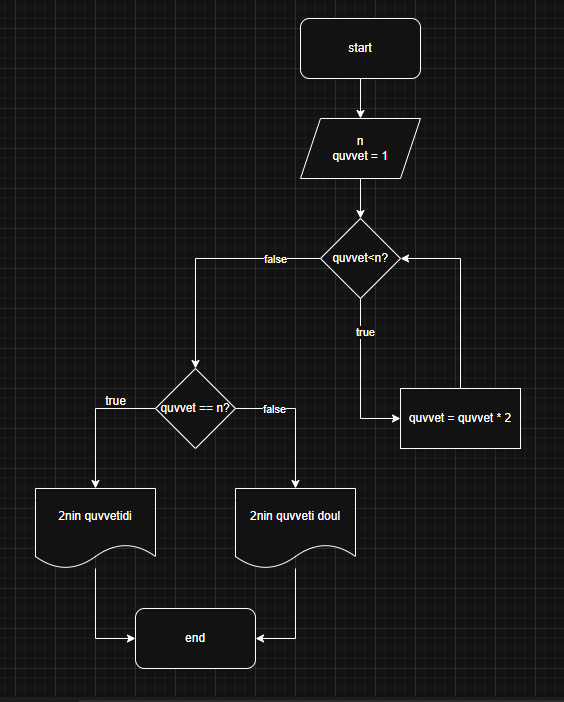 start
n
quvvet = 1
quvvet<n?
false
true
quvvet = quvvet * 2
quvvet == n?
true
false
2nin quvvetidi
2nin quvveti doul
end